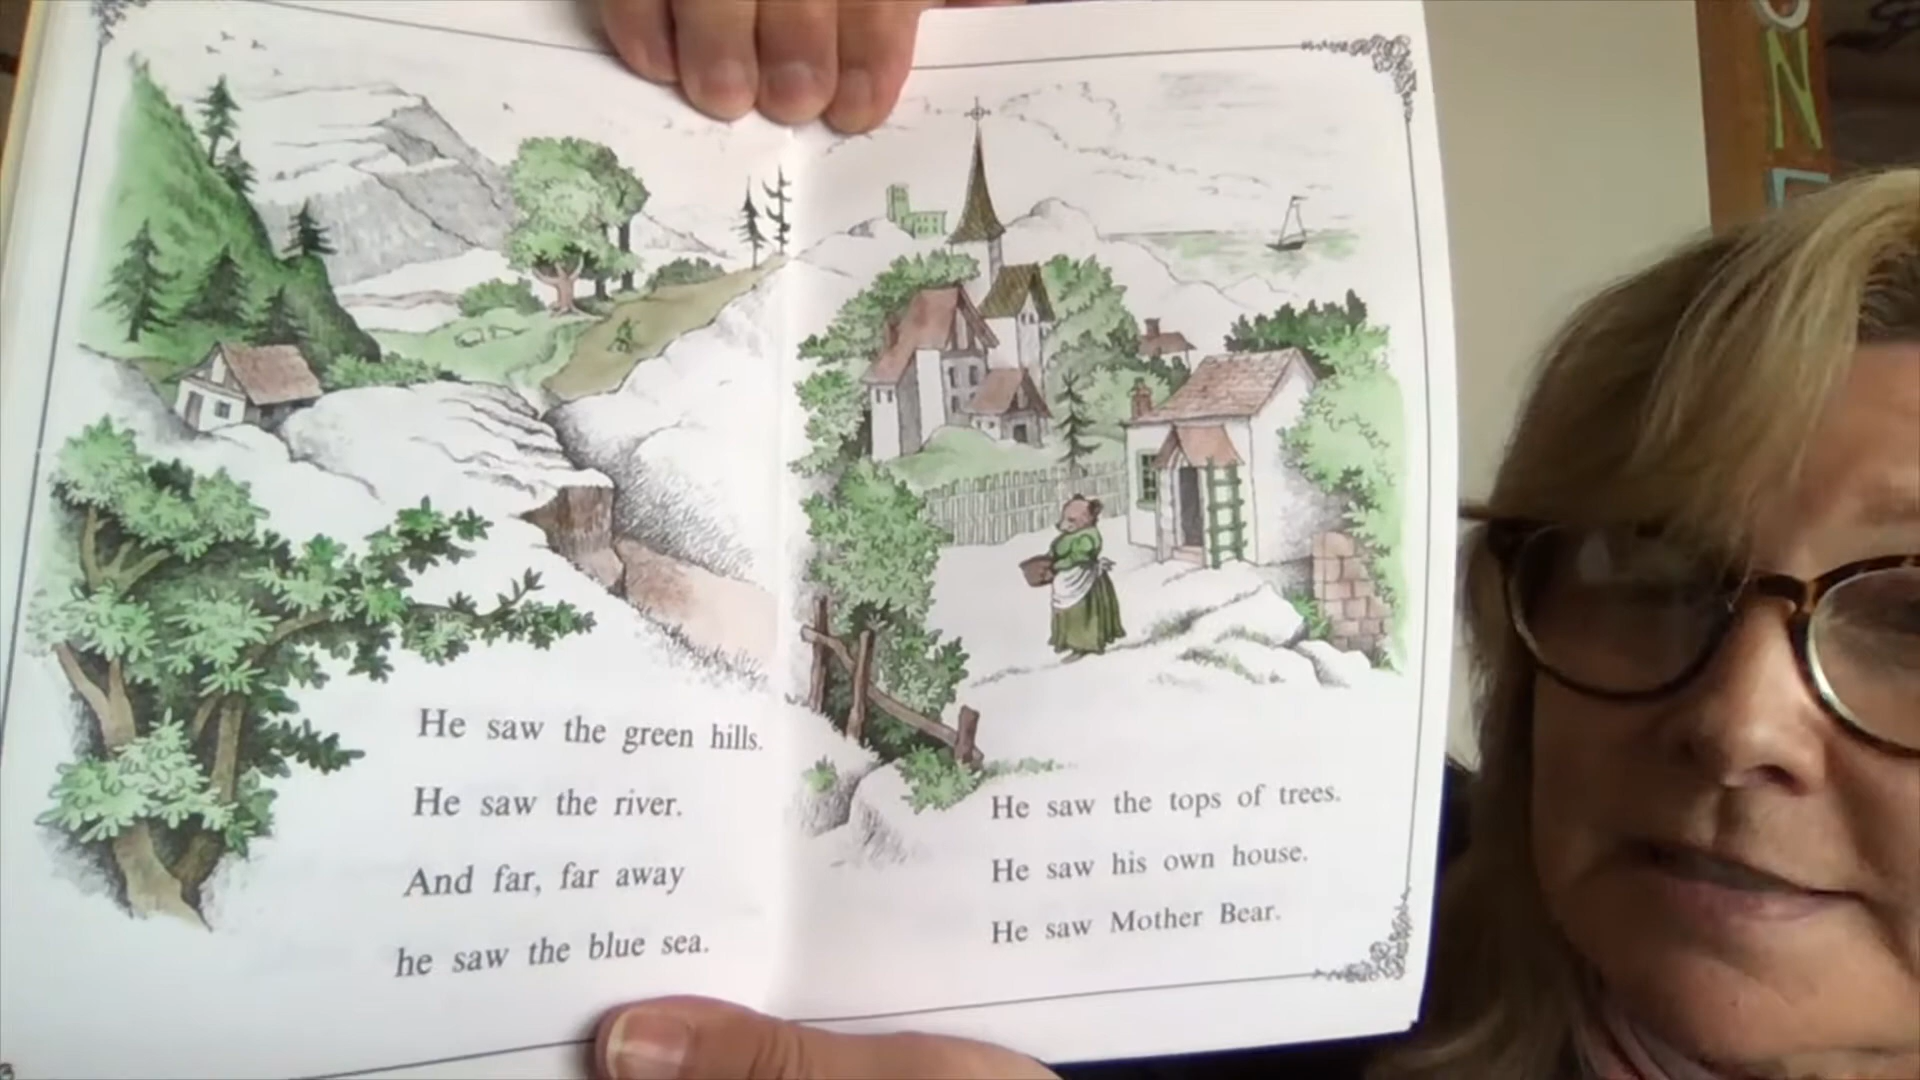 He saw the green hills.
He saw the river.
And far, far away
he saw the blue sea.
He saw the tops of trees.
He saw his own house.
He saw Mother Bear.